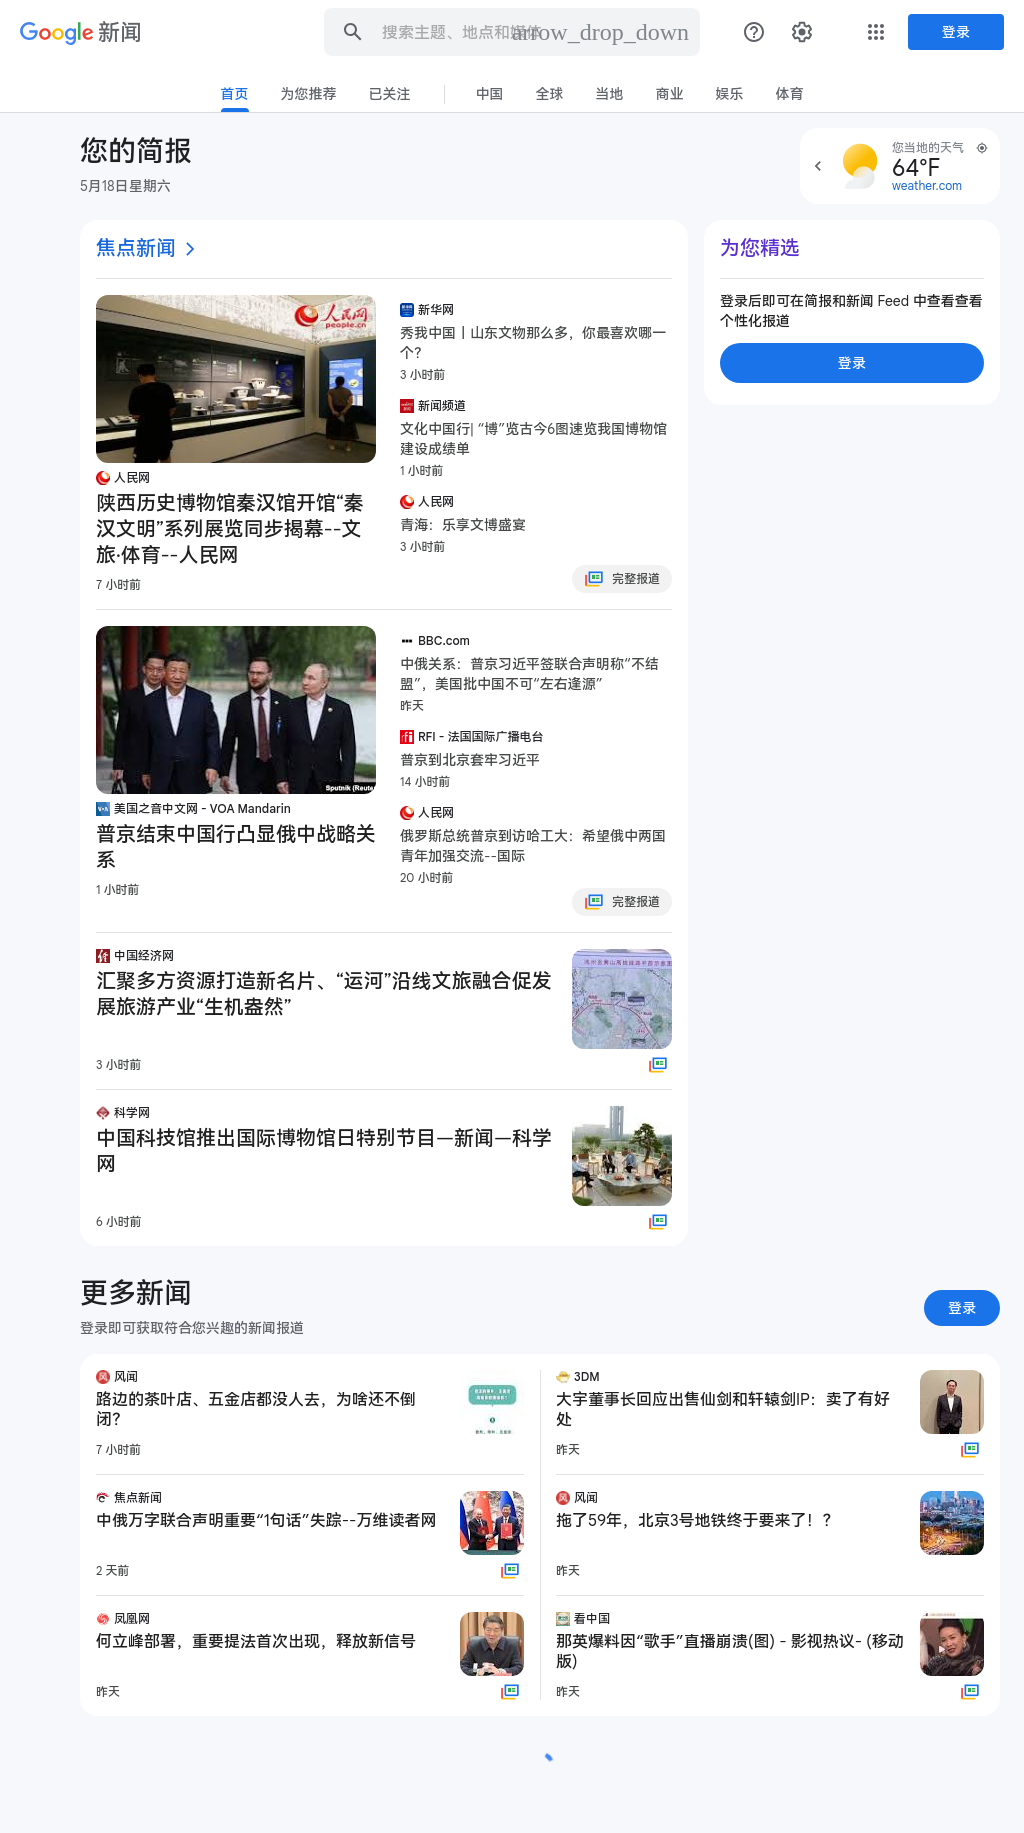 Google 新闻
搜索主题、地点和媒体
arrow_drop_down
登录
首页
为您推荐
已关注
中国
全球
当地
商业
娱乐
体育
您的简报
5月18日星期六
您当地的天气
64°F
weather.com
焦点新闻
people.cn
人民网
陕西历史博物馆秦汉馆开馆“秦
汉文明”系列展览同步揭幕--文
旅·体育--人民网
7 小时前
新华网
秀我中国丨山东文物那么多，你最喜欢哪一
个？
3 小时前
新闻频道
文化中国行| “博”览古今6图速览我国博物馆
建设成绩单
1 小时前
人民网
青海：乐享文博盛宴
3 小时前
完整报道
Sputnik (Reute
美国之音中文网 - VOA Mandarin
普京结束中国行凸显俄中战略关
系
1 小时前
BBC.com
中俄关系：普京习近平签联合声明称“不结
盟”，美国批中国不可“左右逢源”
昨天
RFI - 法国国际广播电台
普京到北京套牢习近平
14 小时前
人民网
俄罗斯总统普京到访哈工大：希望俄中两国
青年加强交流--国际
20 小时前
完整报道
中国经济网
汇聚多方资源打造新名片、“运河”沿线文旅融合促发
展旅游产业“生机盎然”
3 小时前
科学网
中国科技馆推出国际博物馆日特别节目—新闻—科学
网
6 小时前
为您精选
登录后即可在简报和新闻 Feed 中查看查看
个性化报道
登录
更多新闻
登录即可获取符合您兴趣的新闻报道
登录
风闻
路边的茶叶店、五金店都没人去，为啥还不倒
闭？
7 小时前
焦点新闻
中俄万字联合声明重要“1句话”失踪--万维读者网
2 天前
凤凰网
何立峰部署，重要提法首次出现，释放新信号
昨天
3DM
大宇董事长回应出售仙剑和轩辕剑IP：卖了有好
处
昨天
风闻
拖了59年，北京3号地铁终于要来了！？
昨天
看中国
那英爆料因“歌手”直播崩溃(图) - 影视热议- (移动
版)
昨天